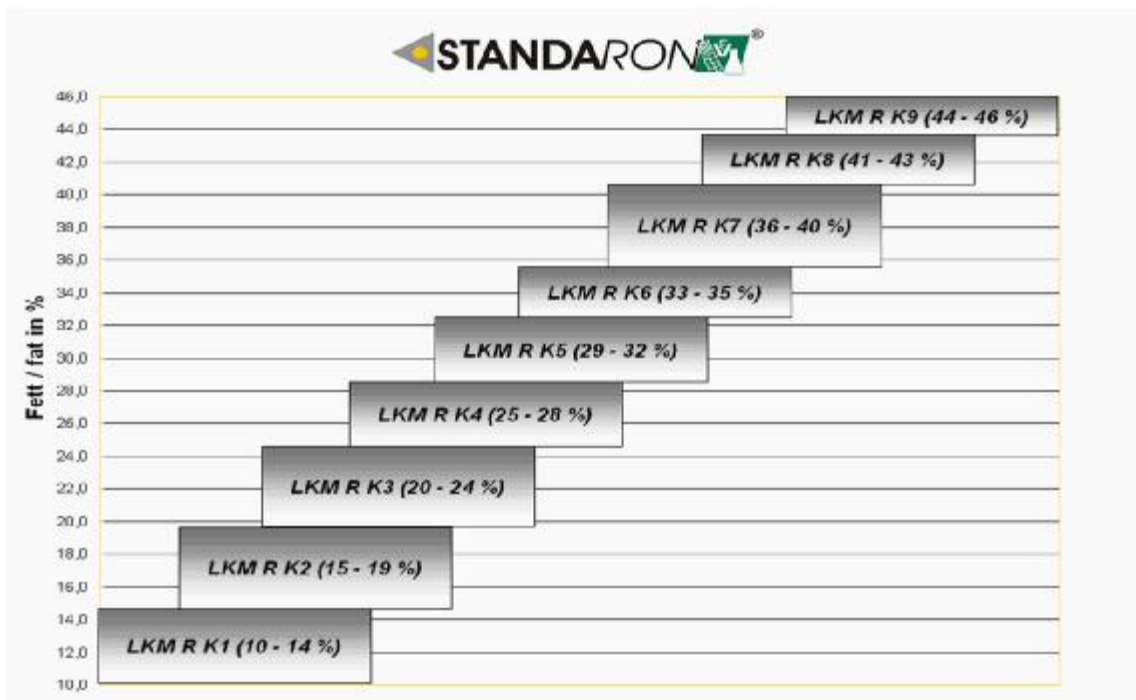 STANDARON®
Fett / fat in %
46,0
44,0
42,0
40,0
38,0
36,0
34,0
32,0
30,0
28,0
26,0
24,0
22,0
20,0
18,0
16,0
14,0
12,0
10,0
LKM R K9 (44 - 46 %)
LKM R K8 (41 - 43 %)
LKM R K7 (36 - 40 %)
LKM R K6 (33 - 35 %)
LKM R K5 (29 - 32 %)
LKM R K4 (25 - 28 %)
LKM R K3 (20 - 24 %)
LKM R K2 (15 - 19 %)
LKM R K1 (10 - 14 %)